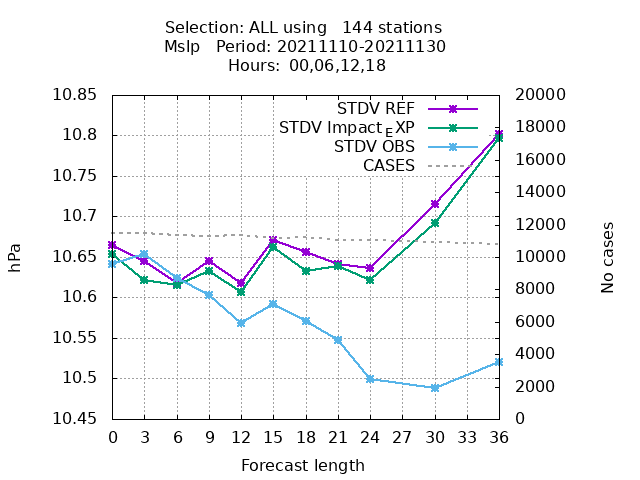 Selection: ALL using   144 stations
Mslp   Period: 20211110-20211130
Hours: 00,06,12,18
10.85
10.8
10.75
10.7
10.65
10.6
10.55
10.5
10.45
20000
18000
16000
14000
12000
10000
8000
6000
4000
2000
0
STDV REF
STDV Impact_EXP
STDV OBS
CASES
hPa
No cases
0 3 6 9 12 15 18 21 24 27 30 33 36
Forecast length